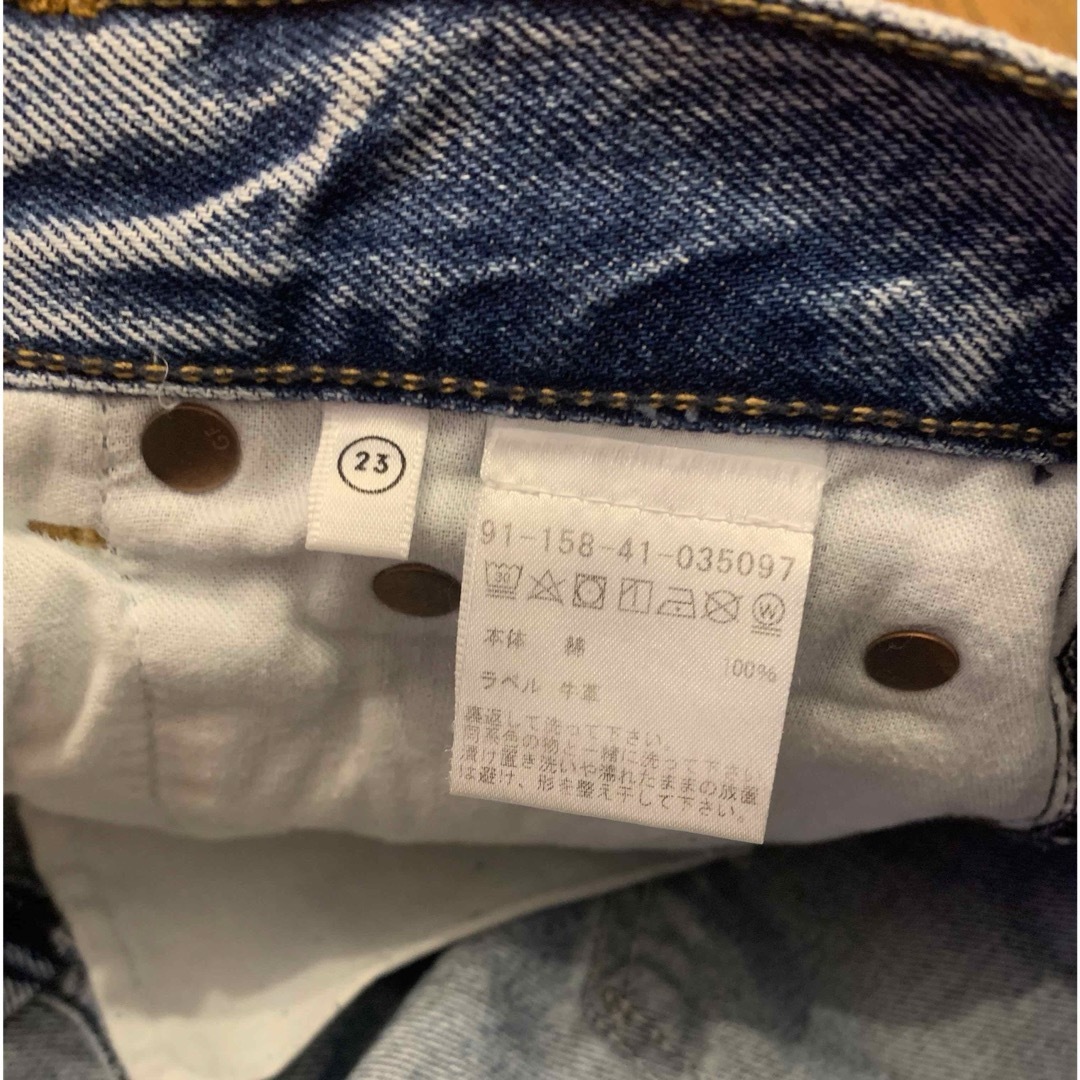 23
91-158-41-035097
30
W
本体 綿 100%
ラベル 牛革
裏返して洗って下さい。
同系色の物と一緒に洗って下さい。
漬け置き洗いや濡れたままの放置
は避け、形を整え干して下さい。